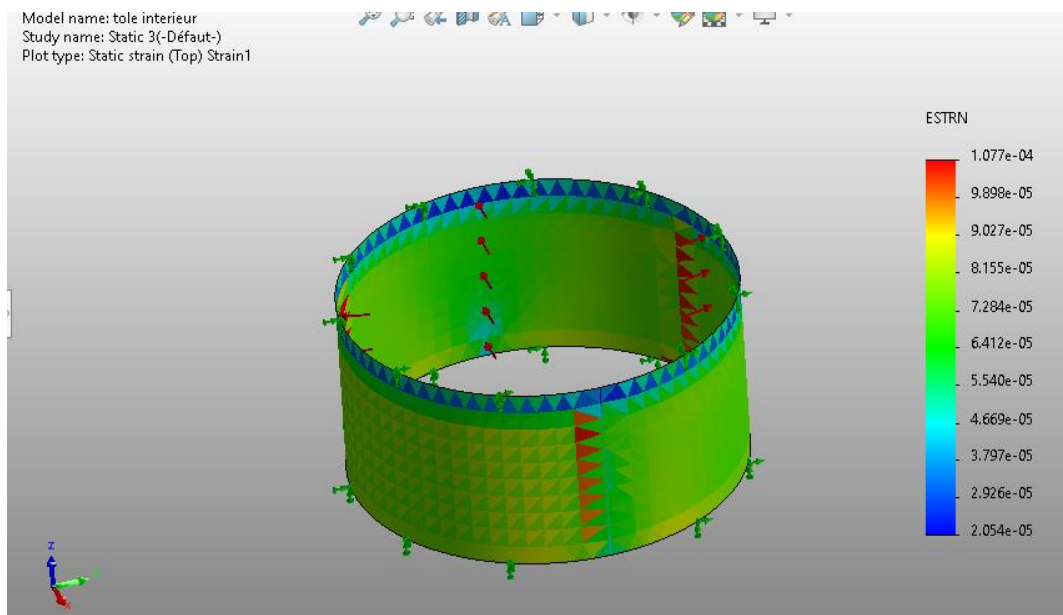 Model name: tole interieur
Study name: Static 3(-Défaut-)
Plot type: Static strain (Top) Strain1
ESTRN
1.077e-04
9.898e-05
9.027e-05
8.155e-05
7.284e-05
6.412e-05
5.540e-05
4.669e-05
3.797e-05
2.926e-05
2.054e-05
z
x